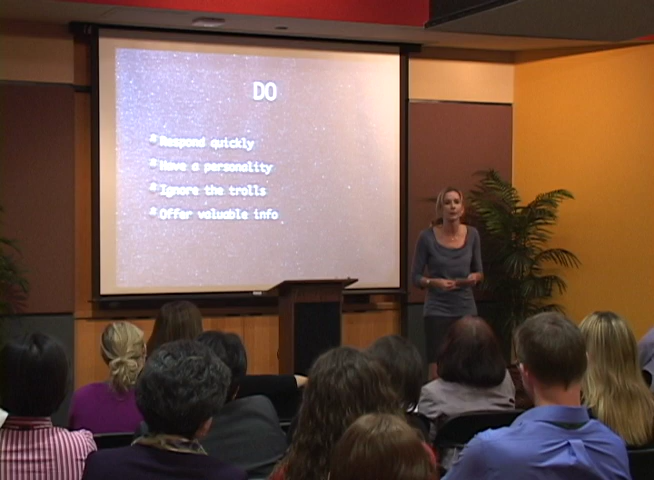 DO
*Respond quickly
*Have a personality
*Ignore the trolls
*Offer valuable info